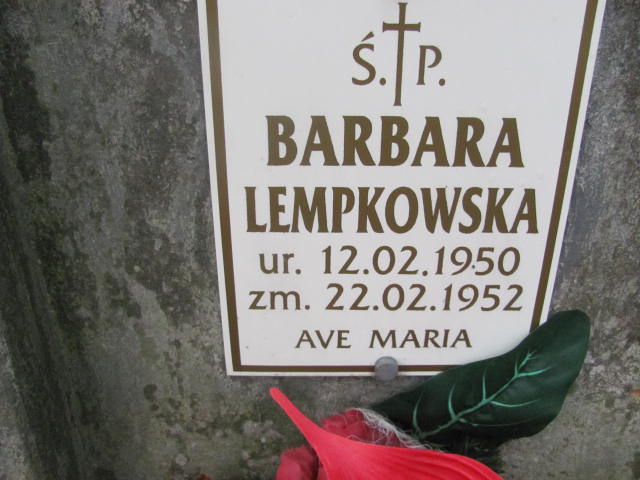 Ś. P.
BARBARA
LEMPKOWSKA
ur. 12.02.1950
zm. 22.02.1952
AVE MARIA